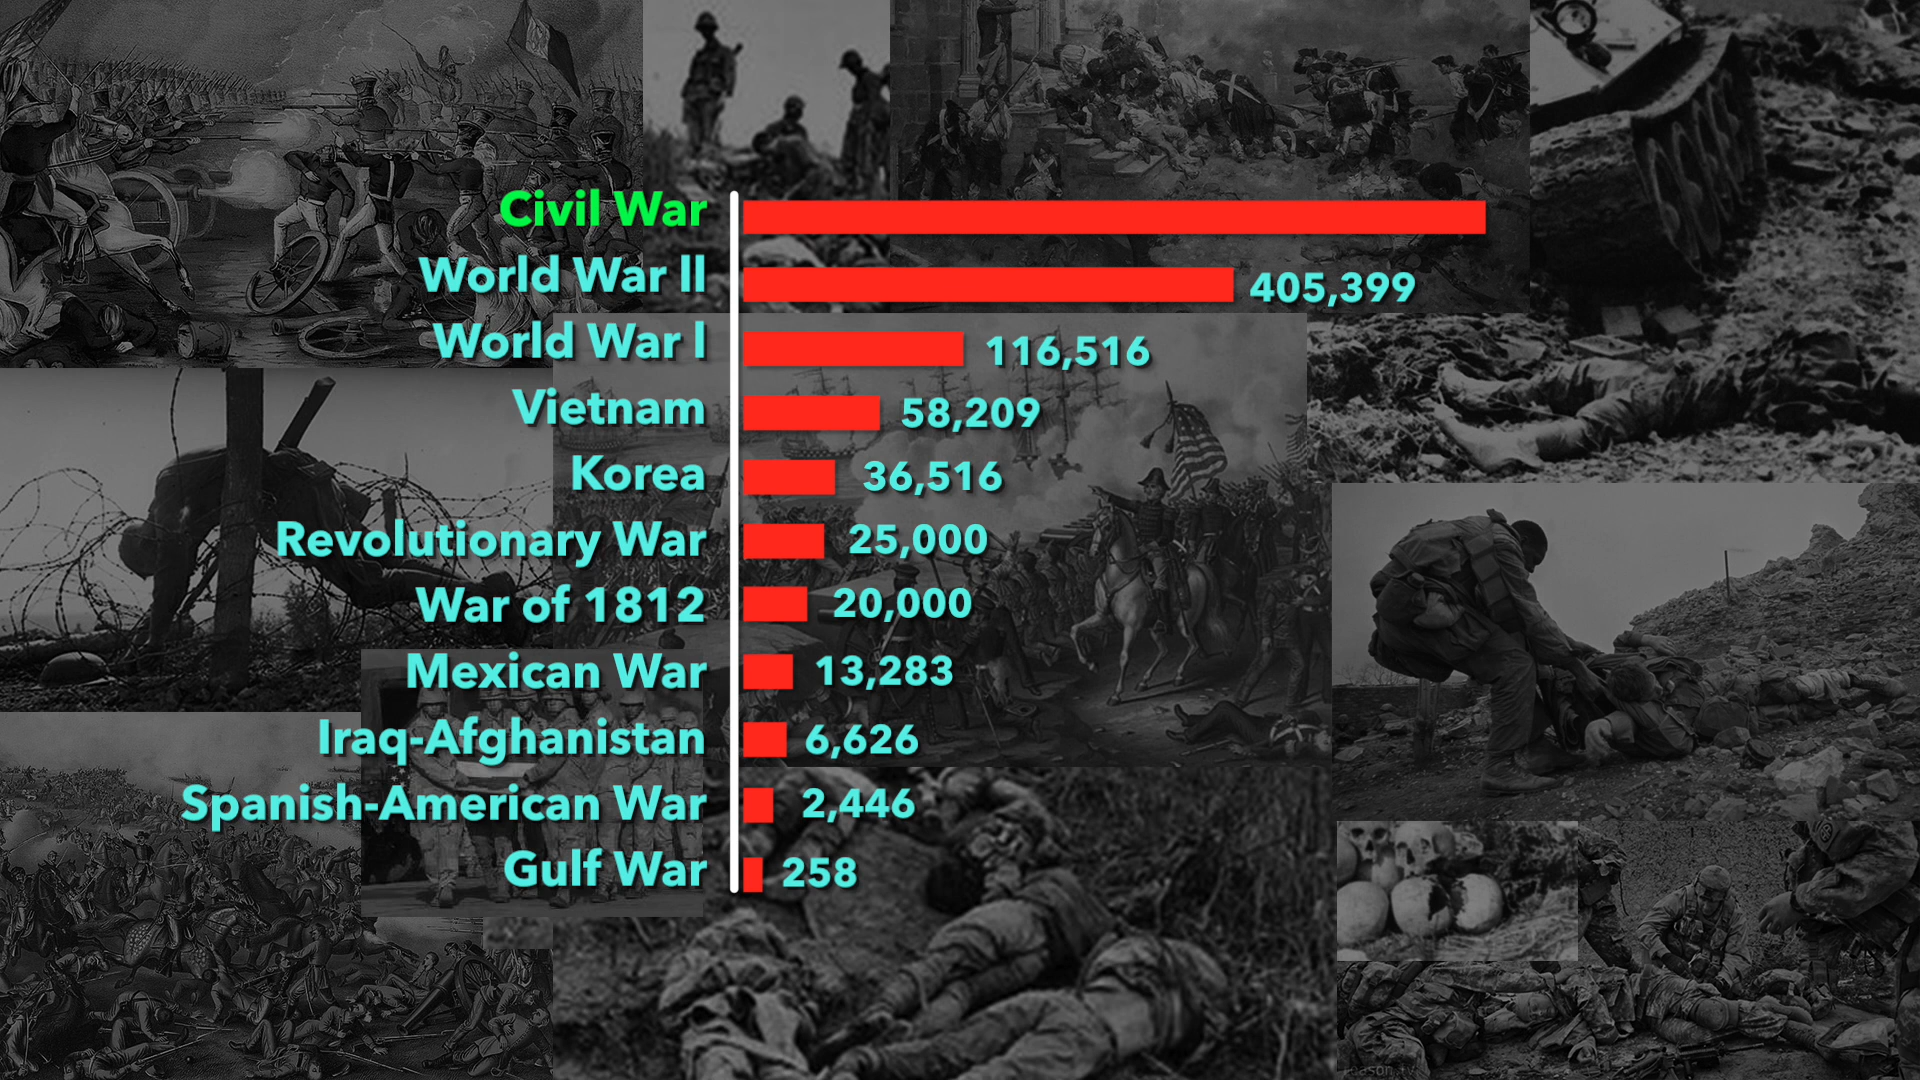 Civil War
World War II 405,399
World War I 116,516
Vietnam 58,209
Korea 36,516
Revolutionary War 25,000
War of 1812 20,000
Mexican War 13,283
Iraq-Afghanistan 6,626
Spanish-American War 2,446
Gulf War 258
reason.tv